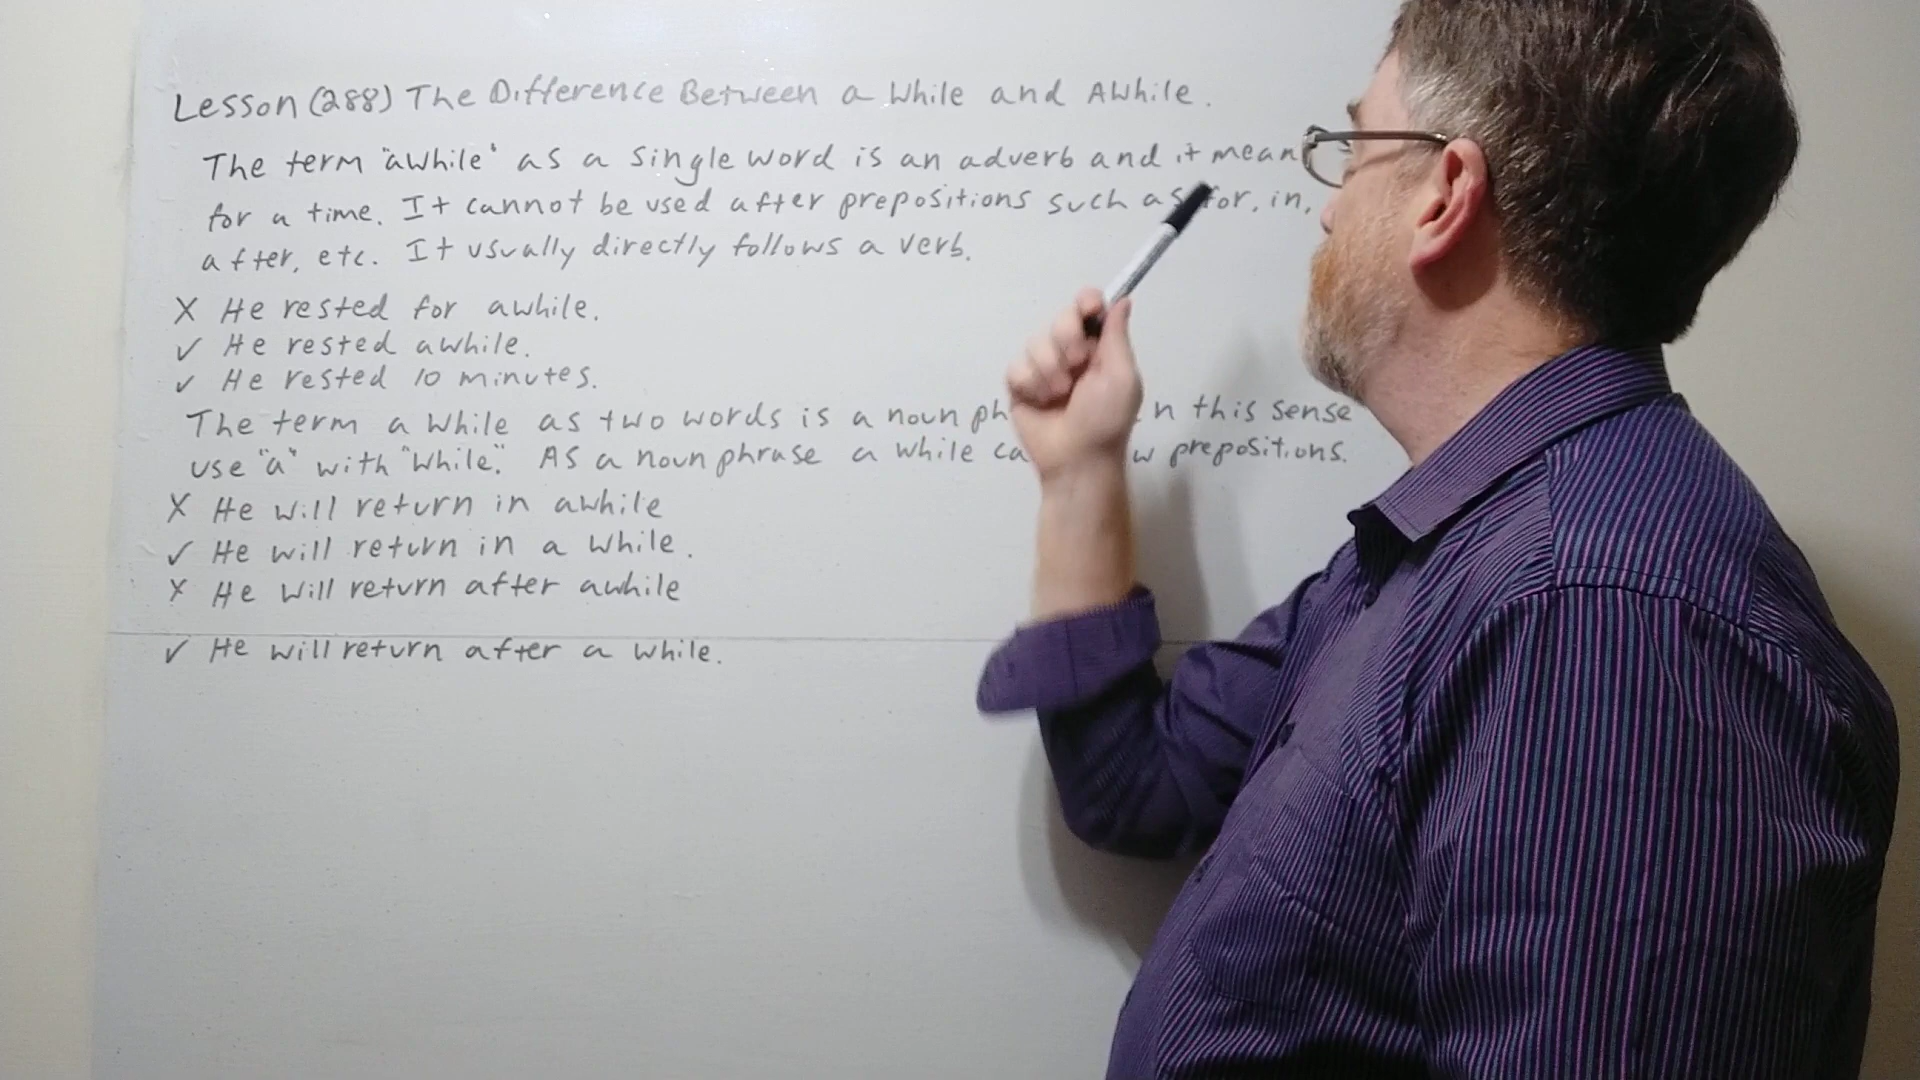 Lesson (288) The Difference Between a While and AWhile.
The term "awhile" as a single word is an adverb and it mean
for a time. It cannot be used after prepositions such as for, in,
after, etc. It usually directly follows a verb.
X He rested for awhile.
✓ He rested awhile.
✓ He rested 10 minutes.
The term a while as two words is a noun this sense
use "a" with "while". As a noun phrase a while prepositions.
X He will return in awhile
✓ He will return in a while.
X He will return after awhile
✓ He will return after a while.